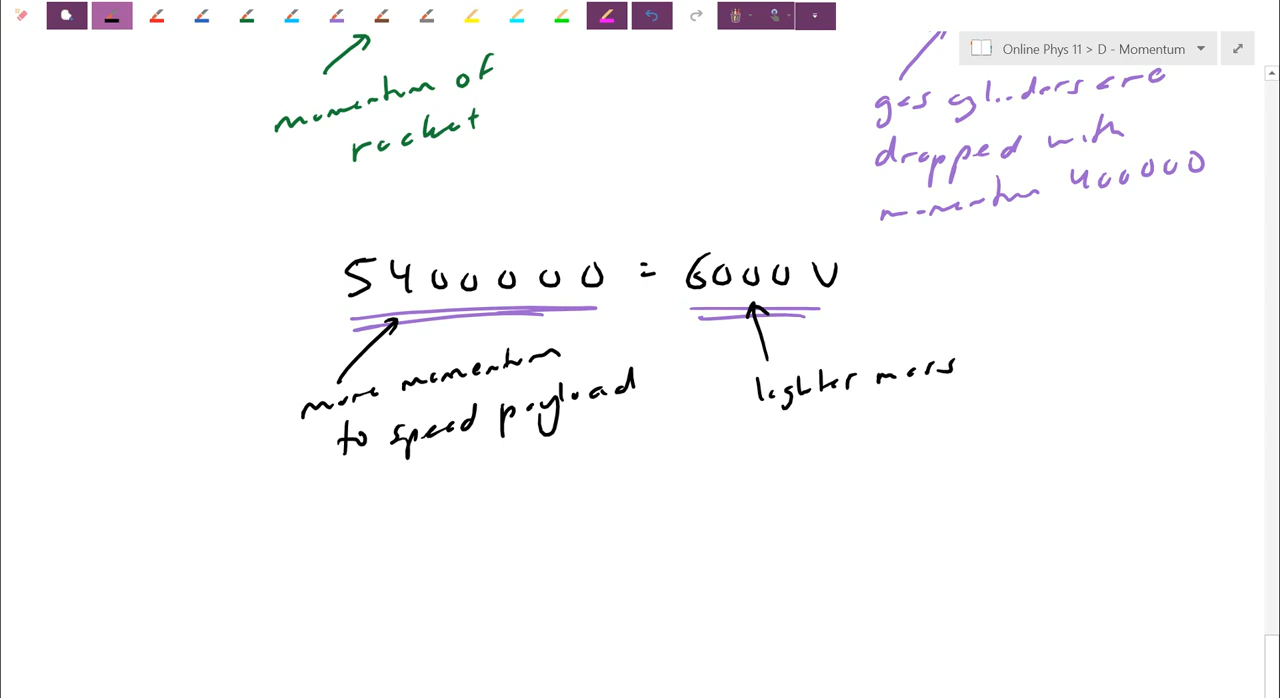 Online Phys 11 > D - Momentum
momentum of
rocket
gas cylinders are
dropped with
momentum 400000
5400000 = 6000 v
more momentum
to speed payload
lighter mass